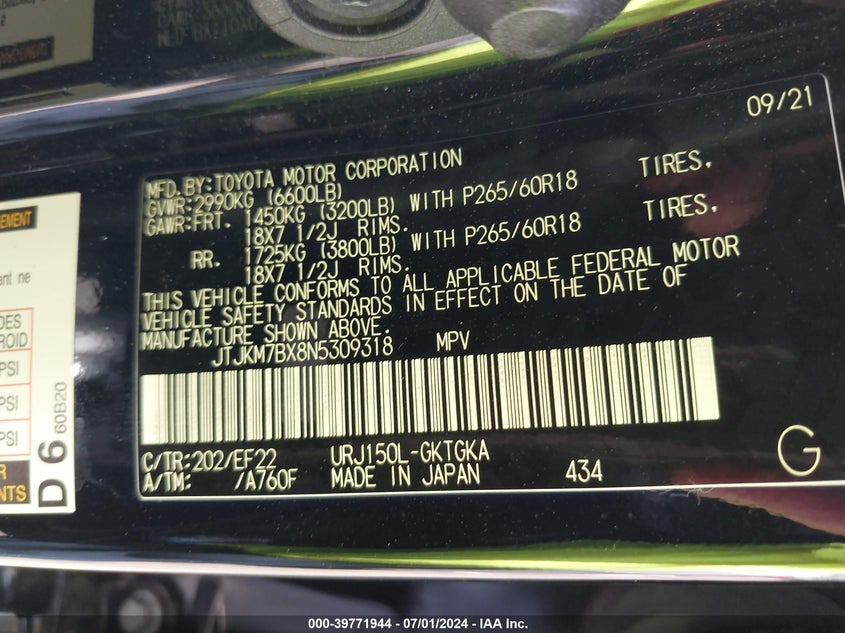 09/21
MFD. BY: TOYOTA MOTOR CORPORATION
GVWR: 2990KG (6600LB)
GAWR: FRT. 1450KG (3200LB) WITH P265/60R18 TIRES,
18X7 1/2J RIMS.
RR. 1725KG (3800LB) WITH P265/60R18 TIRES,
18X7 1/2J RIMS.
THIS VEHICLE CONFORMS TO ALL APPLICABLE FEDERAL MOTOR
VEHICLE SAFETY STANDARDS IN EFFECT ON THE DATE OF
MANUFACTURE SHOWN ABOVE.
JTJKM7BX8N5309318 MPV
C/TR: 202/EF22 URJ150L-GKTGKA
A/TM: /A760F MADE IN JAPAN 434
G
PSI
PSI
PSI
D 6
60B20
000-39771944 / 07/01/2024 - IAA Inc.